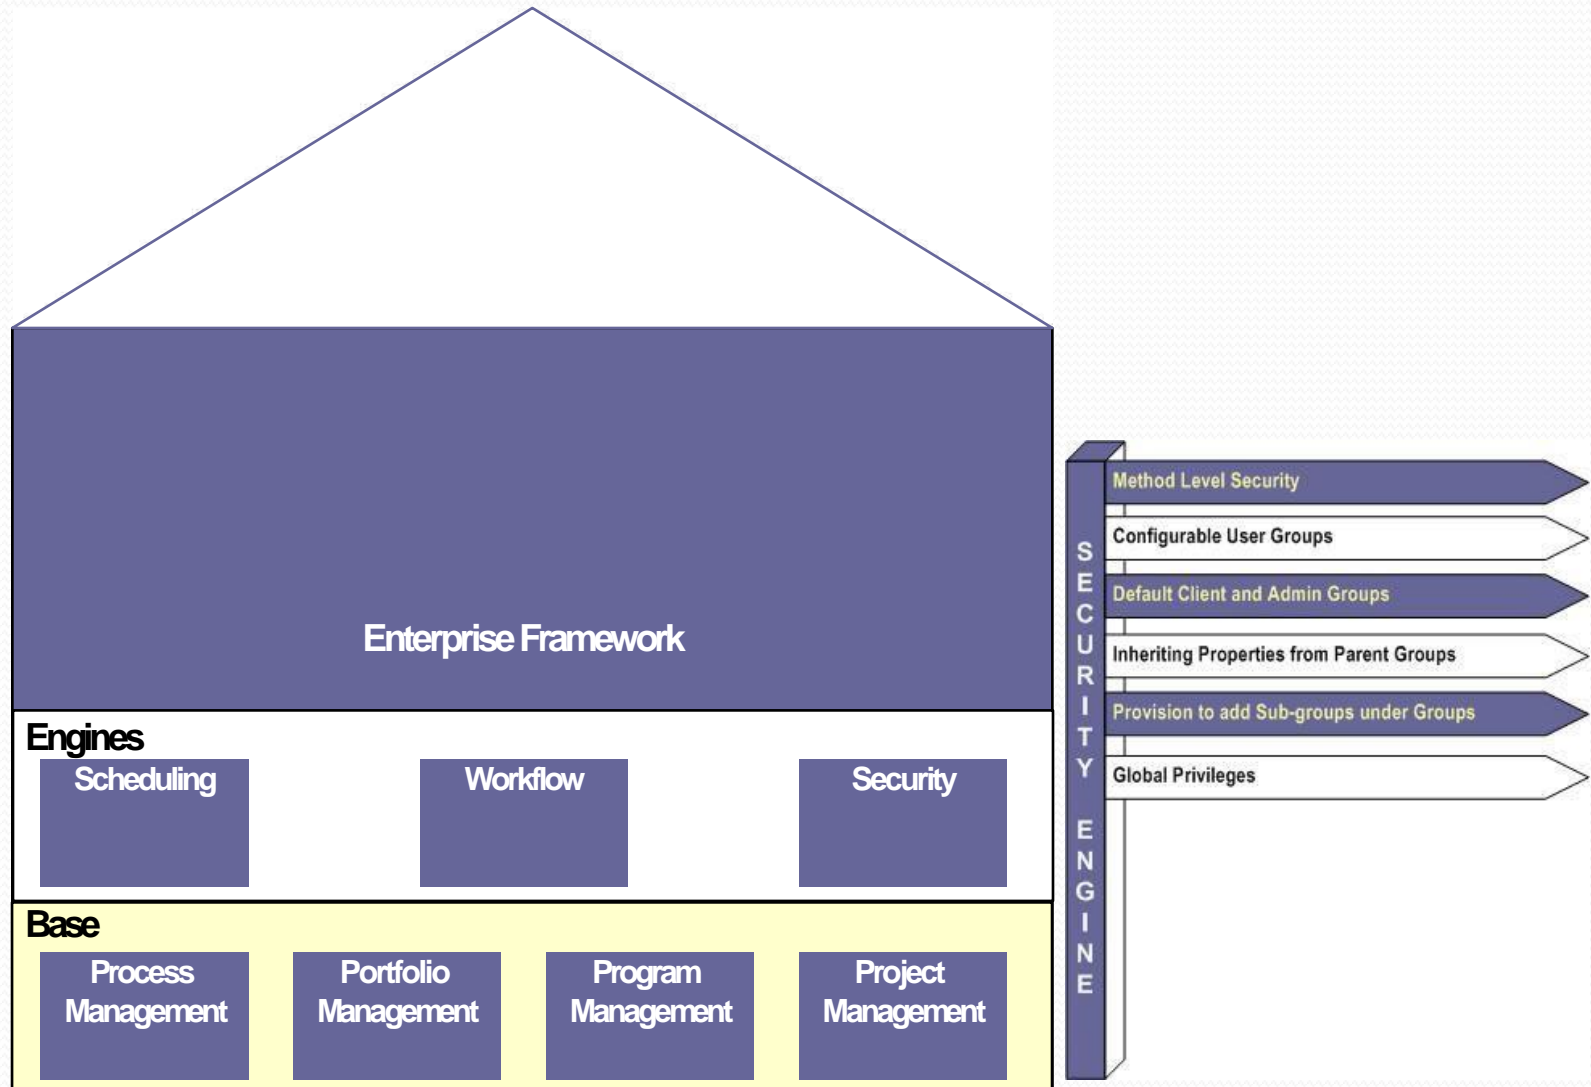 Enterprise Framework
Engines
Scheduling
Workflow
Security
Base
Process
Management
Portfolio
Management
Program
Management
Project
Management
SECURITY ENGINE
Method Level Security
Configurable User Groups
Default Client and Admin Groups
Inheriting Properties from Parent Groups
Provision to add Sub-groups under Groups
Global Privileges